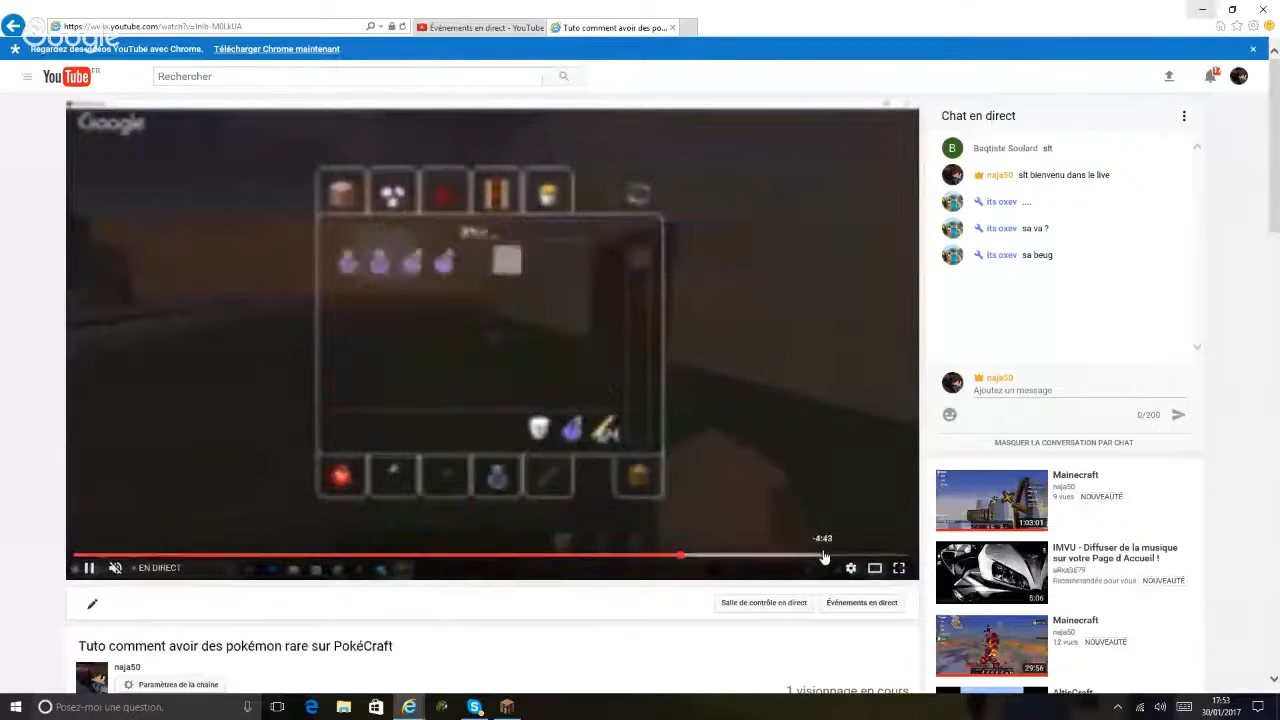 https://www.youtube.com/watch?v=Inib-M0LkUA
Évènements en direct - YouTube
Tuto comment avoir des po...
Google
Regardez des vidéos YouTube avec Chrome. Télécharger Chrome maintenant
YouTube FR
Rechercher
Google
Chat en direct
B Baqtiste Soulard slt
naja50 slt bienvenu dans le live
its oxev ....
its oxev sa va ?
its oxev sa beug
naja50
Ajoutez un message
0/200
MASQUER LA CONVERSATION PAR CHAT
-4:43
EN DIRECT
Salle de contrôle en direct
Événements en direct
Tuto comment avoir des pokémon rare sur PokéCraft
naja50
Paramètres de la chaîne
1 visionnage en cours
Mainecraft
naja50
9 vues NOUVEAUTÉ
1:03:01
IMVU - Diffuser de la musique
sur votre Page d Accueil !
Recommandée pour vous NOUVEAUTÉ
5:06
Mainecraft
naja50
12 vues NOUVEAUTÉ
29:56
AltisCraft
Posez-moi une question.
17:53
30/01/2017